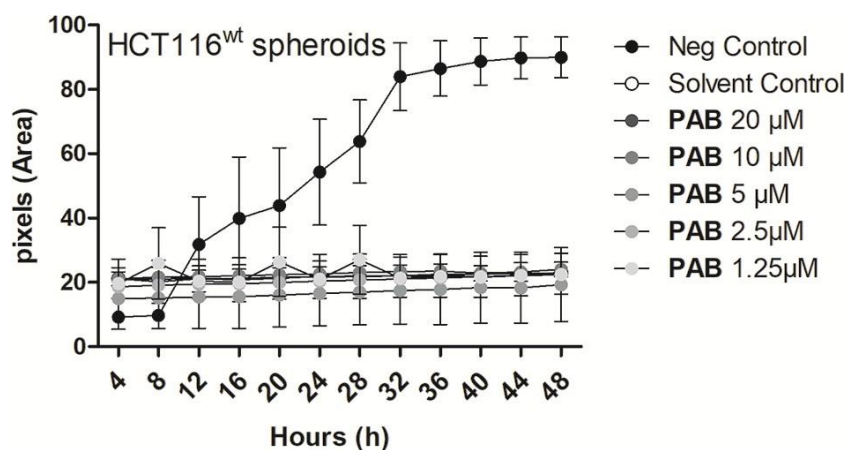 HCT116wt spheroids
pixels (Area)
100
80
60
40
20
0
4
8
12
16
20
24
28
32
36
40
44
48
Hours (h)
Neg Control
Solvent Control
PAB 20 µM
PAB 10 µM
PAB 5 µM
PAB 2.5µM
PAB 1.25µM